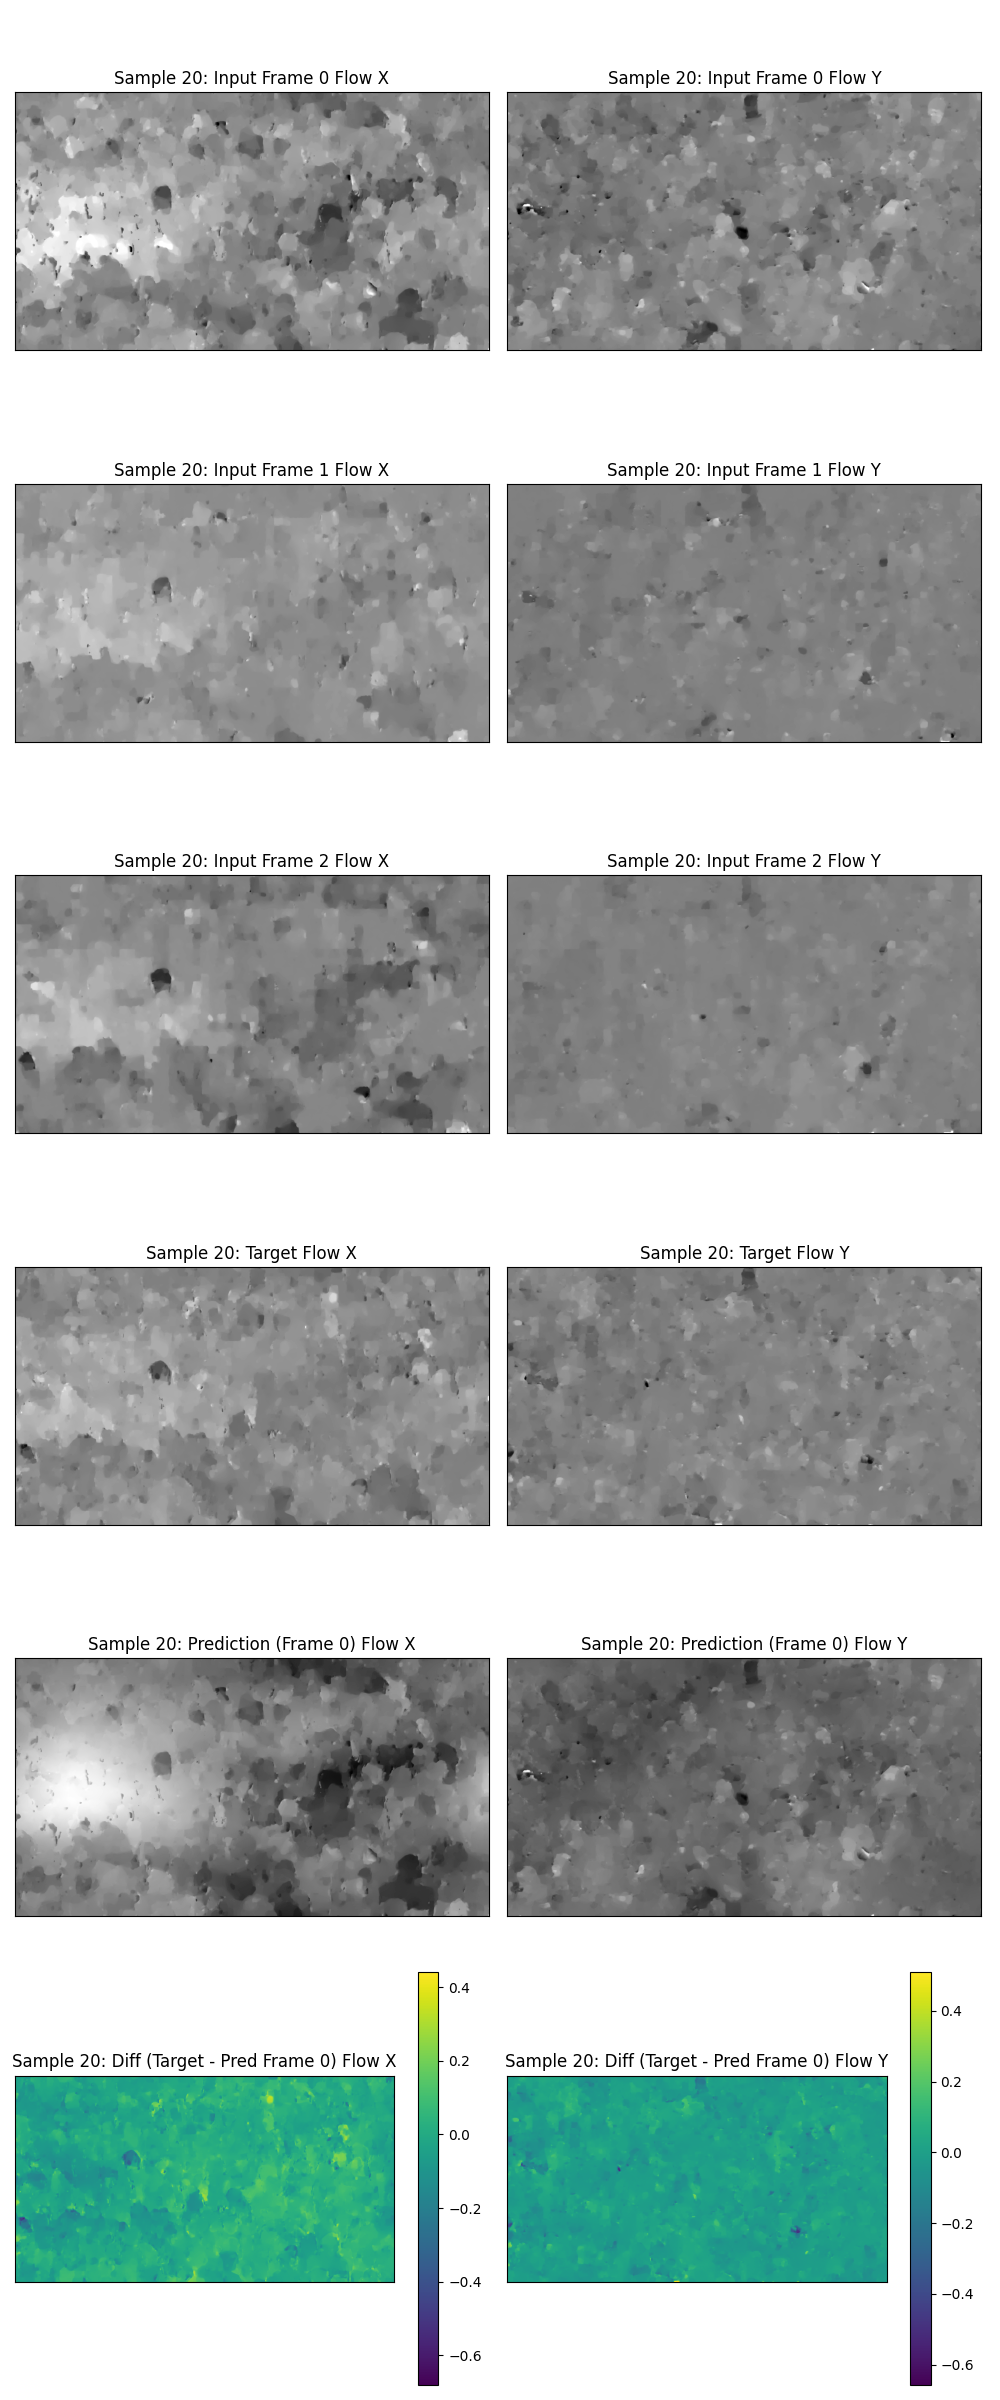 Sample 20: Input Frame 0 Flow X
Sample 20: Input Frame 0 Flow Y
Sample 20: Input Frame 1 Flow X
Sample 20: Input Frame 1 Flow Y
Sample 20: Input Frame 2 Flow X
Sample 20: Input Frame 2 Flow Y
Sample 20: Target Flow X
Sample 20: Target Flow Y
Sample 20: Prediction (Frame 0) Flow X
Sample 20: Prediction (Frame 0) Flow Y
Sample 20: Diff (Target - Pred Frame 0) Flow X
0.4
0.2
0.0
−0.2
−0.4
−0.6
Sample 20: Diff (Target - Pred Frame 0) Flow Y
0.4
0.2
0.0
−0.2
−0.4
−0.6